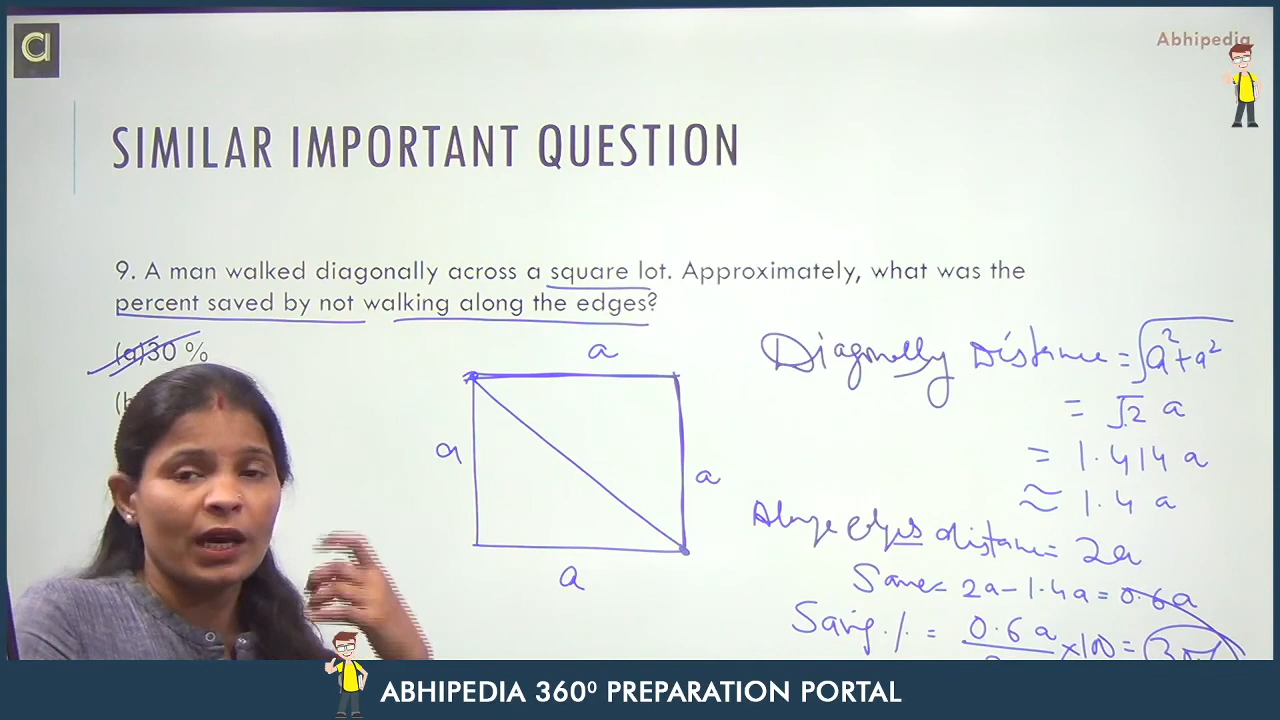 a
Abhipedia
SIMILAR IMPORTANT QUESTION
9. A man walked diagonally across a square lot. Approximately, what was the
percent saved by not walking along the edges?
(a)30 %
(b
a
a
a
a
Diagonally Distance = √a²+a²
= √2 a
= 1.414 a
≈ 1.4 a
edges distance = 2a
= 2a-1.4a = 0.6a
Saving % = 0.6 a ×100 =
ABHIPEDIA 360⁰ PREPARATION PORTAL